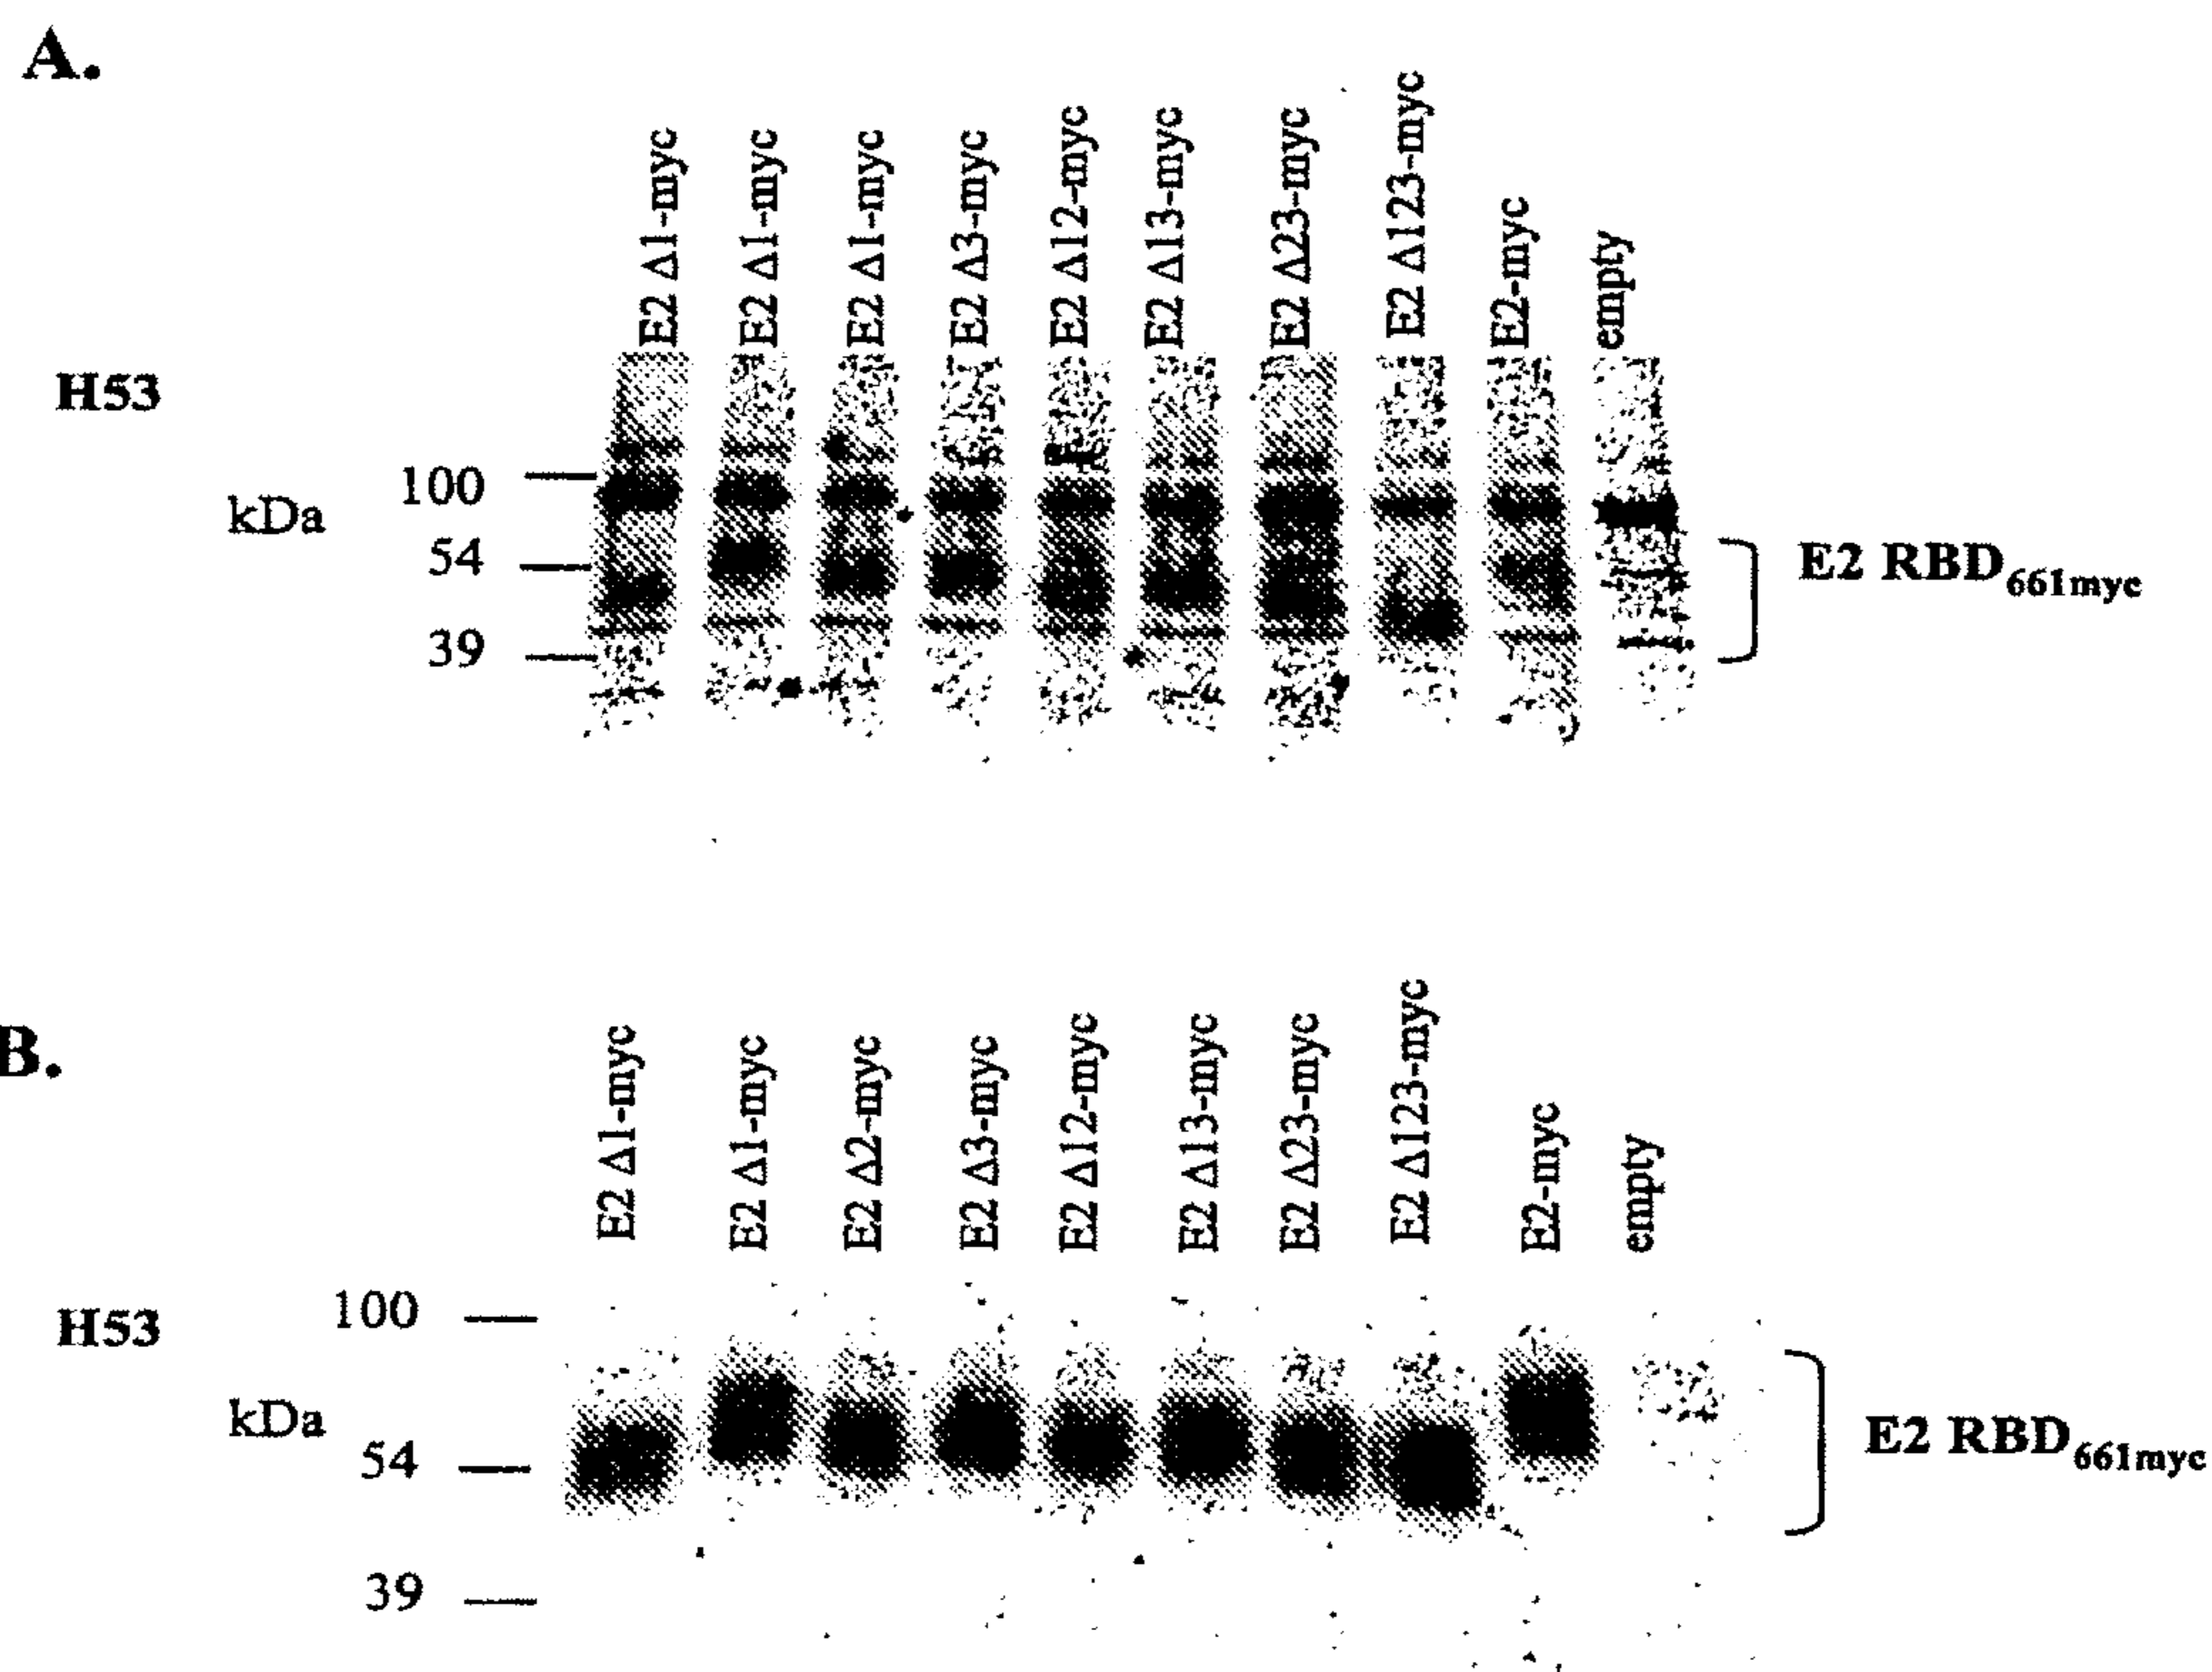 A.
E2 Δ1-myc
E2 Δ1-myc
E2 Δ1-myc
E2 Δ3-myc
E2 Δ12-myc
E2 Δ13-myc
E2 Δ23-myc
E2 Δ123-myc
E2-myc
empty
H53
100
kDa
54
39
E2 RBD661myc
B.
E2 Δ1-myc
E2 Δ1-myc
E2 Δ2-myc
E2 Δ3-myc
E2 Δ12-myc
E2 Δ13-myc
E2 Δ23-myc
E2 Δ123-myc
E2-myc
empty
H53
100
kDa
54
39
E2 RBD661myc